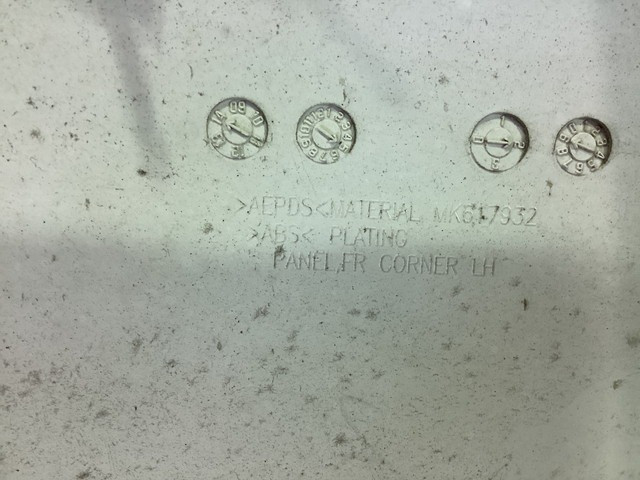 >AEPDS<MATERIAL MK617932
>ABS< PLATING
PANEL,FR CORNER LH